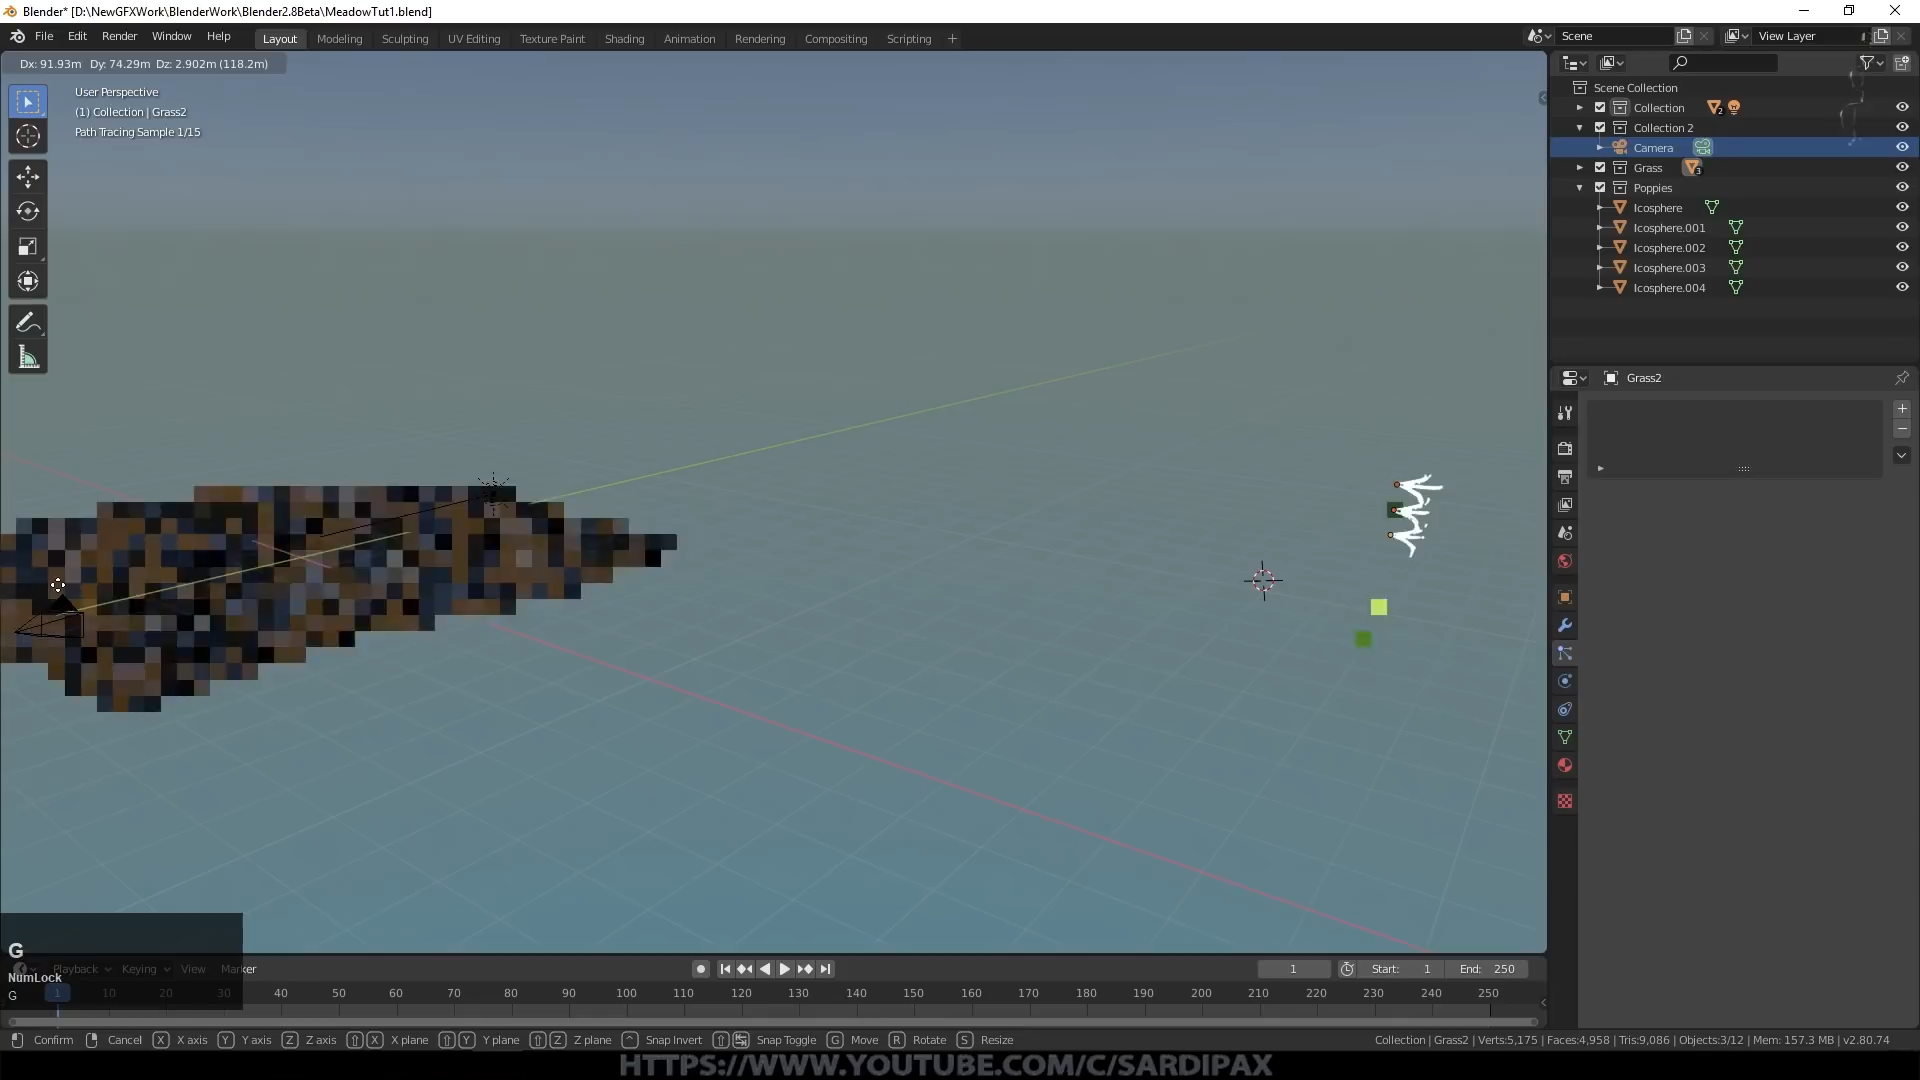 Blender* [D:\NewGFXWork\BlenderWork\Blender2.8Beta\MeadowTut1.blend]
File Edit Render Window Help Layout Modeling Sculpting UV Editing Texture Paint Shading Animation Rendering Compositing Scripting + Scene View Layer
Dx: 91.93m Dy: 74.29m Dz: 2.902m (118.2m)
User Perspective
(1) Collection | Grass2
Path Tracing Sample 1/15
Scene Collection
Collection 2
Collection 2
Camera
Grass 3
Poppies
Icosphere
Icosphere.001
Icosphere.002
Icosphere.003
Icosphere.004
Grass2
G
NumLock
G
Playback Keying View Marker 1 Start: 1 End: 250
1 10 20 30 40 50 60 70 80 90 100 110 120 130 140 150 160 170 180 190 200 210 220 230 240 250
Confirm Cancel X X axis Y Y axis Z Z axis X X plane Y Y plane Z Z plane ^ Snap Invert Snap Toggle G Move R Rotate S Resize Collection | Grass2 | Verts:5,175 | Faces:4,958 | Tris:9,086 | Objects:3/12 | Mem: 157.3 MB | v2.80.74
HTTPS://WWW.YOUTUBE.COM/C/SARDIPAX